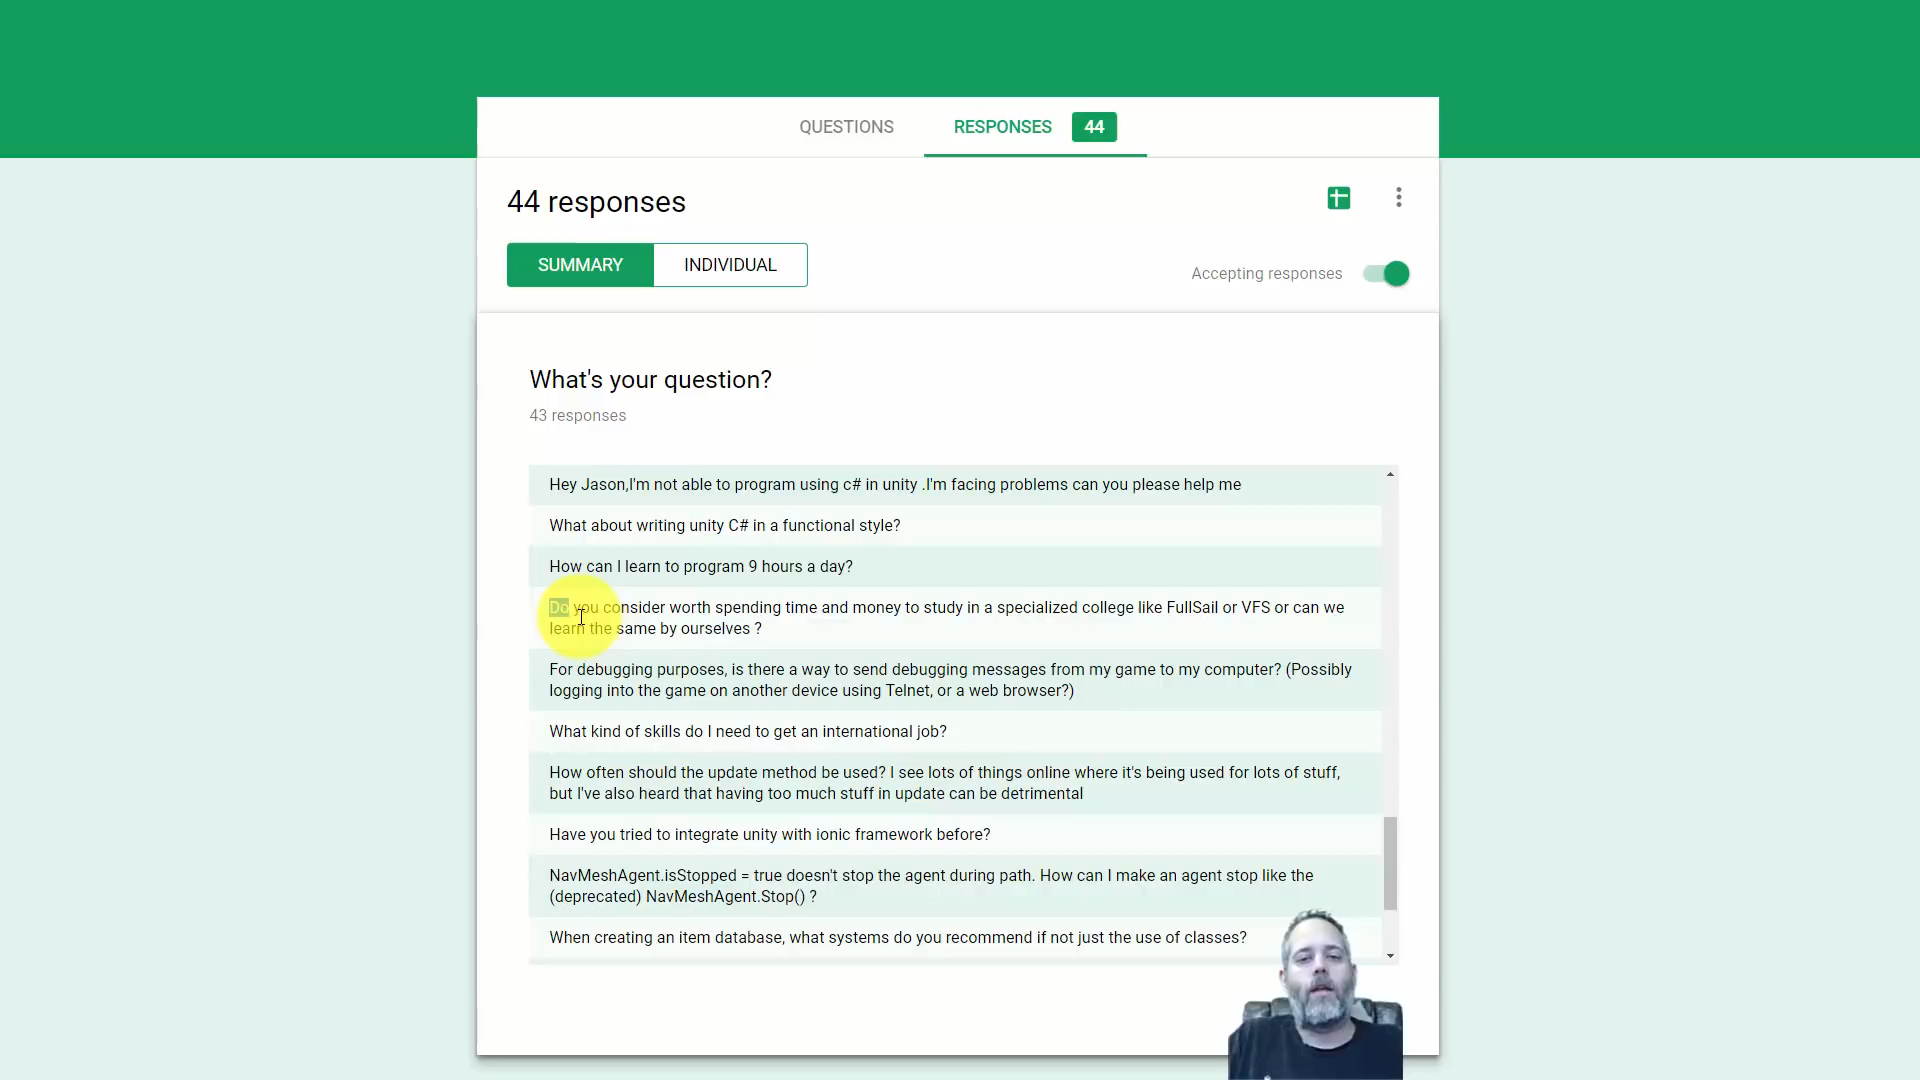 QUESTIONS
RESPONSES
44
44 responses
SUMMARY
INDIVIDUAL
Accepting responses
What's your question?
43 responses
Hey Jason,I'm not able to program using c# in unity .I'm facing problems can you please help me
What about writing unity C# in a functional style?
How can I learn to program 9 hours a day?
Do you consider worth spending time and money to study in a specialized college like FullSail or VFS or can we
learn the same by ourselves ?
For debugging purposes, is there a way to send debugging messages from my game to my computer? (Possibly
logging into the game on another device using Telnet, or a web browser?)
What kind of skills do I need to get an international job?
How often should the update method be used? I see lots of things online where it's being used for lots of stuff,
but I've also heard that having too much stuff in update can be detrimental
Have you tried to integrate unity with ionic framework before?
NavMeshAgent.isStopped = true doesn't stop the agent during path. How can I make an agent stop like the
(deprecated) NavMeshAgent.Stop() ?
When creating an item database, what systems do you recommend if not just the use of classes?